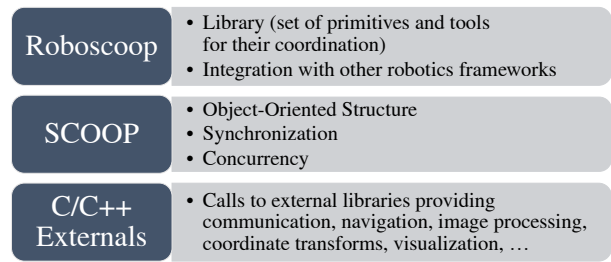 Roboscoop
• Library (set of primitives and tools
for their coordination)
• Integration with other robotics frameworks
SCOOP
• Object-Oriented Structure
• Synchronization
• Concurrency
C/C++
Externals
• Calls to external libraries providing
communication, navigation, image processing,
coordinate transforms, visualization, …